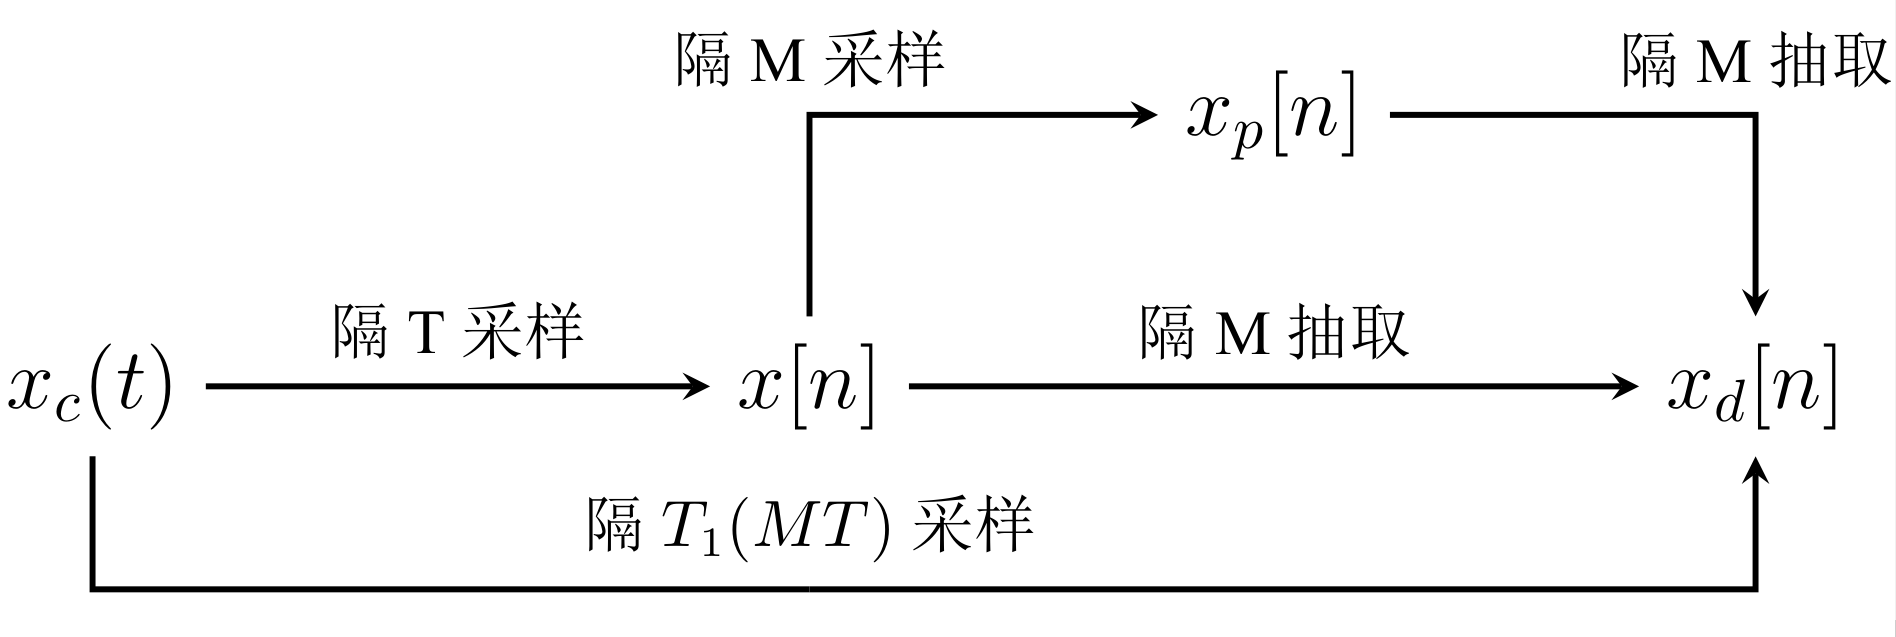 隔 M 采样
隔 M 抽取
x_p[n]
隔 T 采样
隔 M 抽取
x_c(t)
x[n]
x_d[n]
隔 T_1(MT) 采样